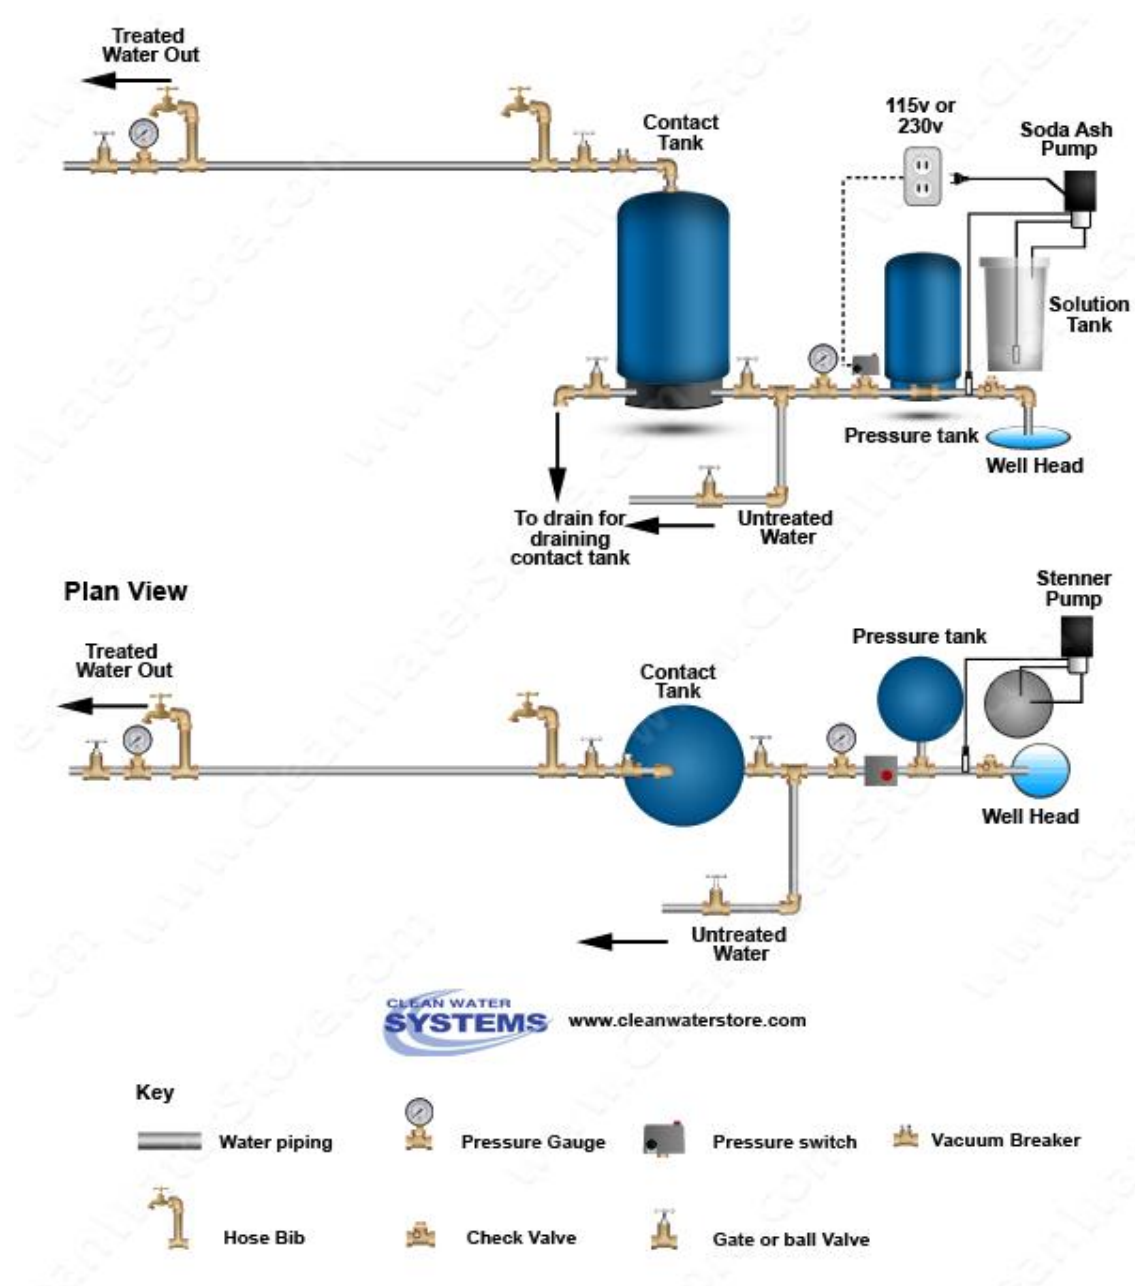 Treated
Water Out
Contact
Tank
115v or
230v
Soda Ash
Pump
Solution
Tank
Pressure tank
Well Head
To drain for
draining
contact tank
Untreated
Water
Plan View
Stenner
Pump
Treated
Water Out
Contact
Tank
Pressure tank
Well Head
Untreated
Water
CLEAN WATER
SYSTEMS
www.cleanwaterstore.com
Key
Water piping
Pressure Gauge
Pressure switch
Vacuum Breaker
Hose Bib
Check Valve
Gate or ball Valve